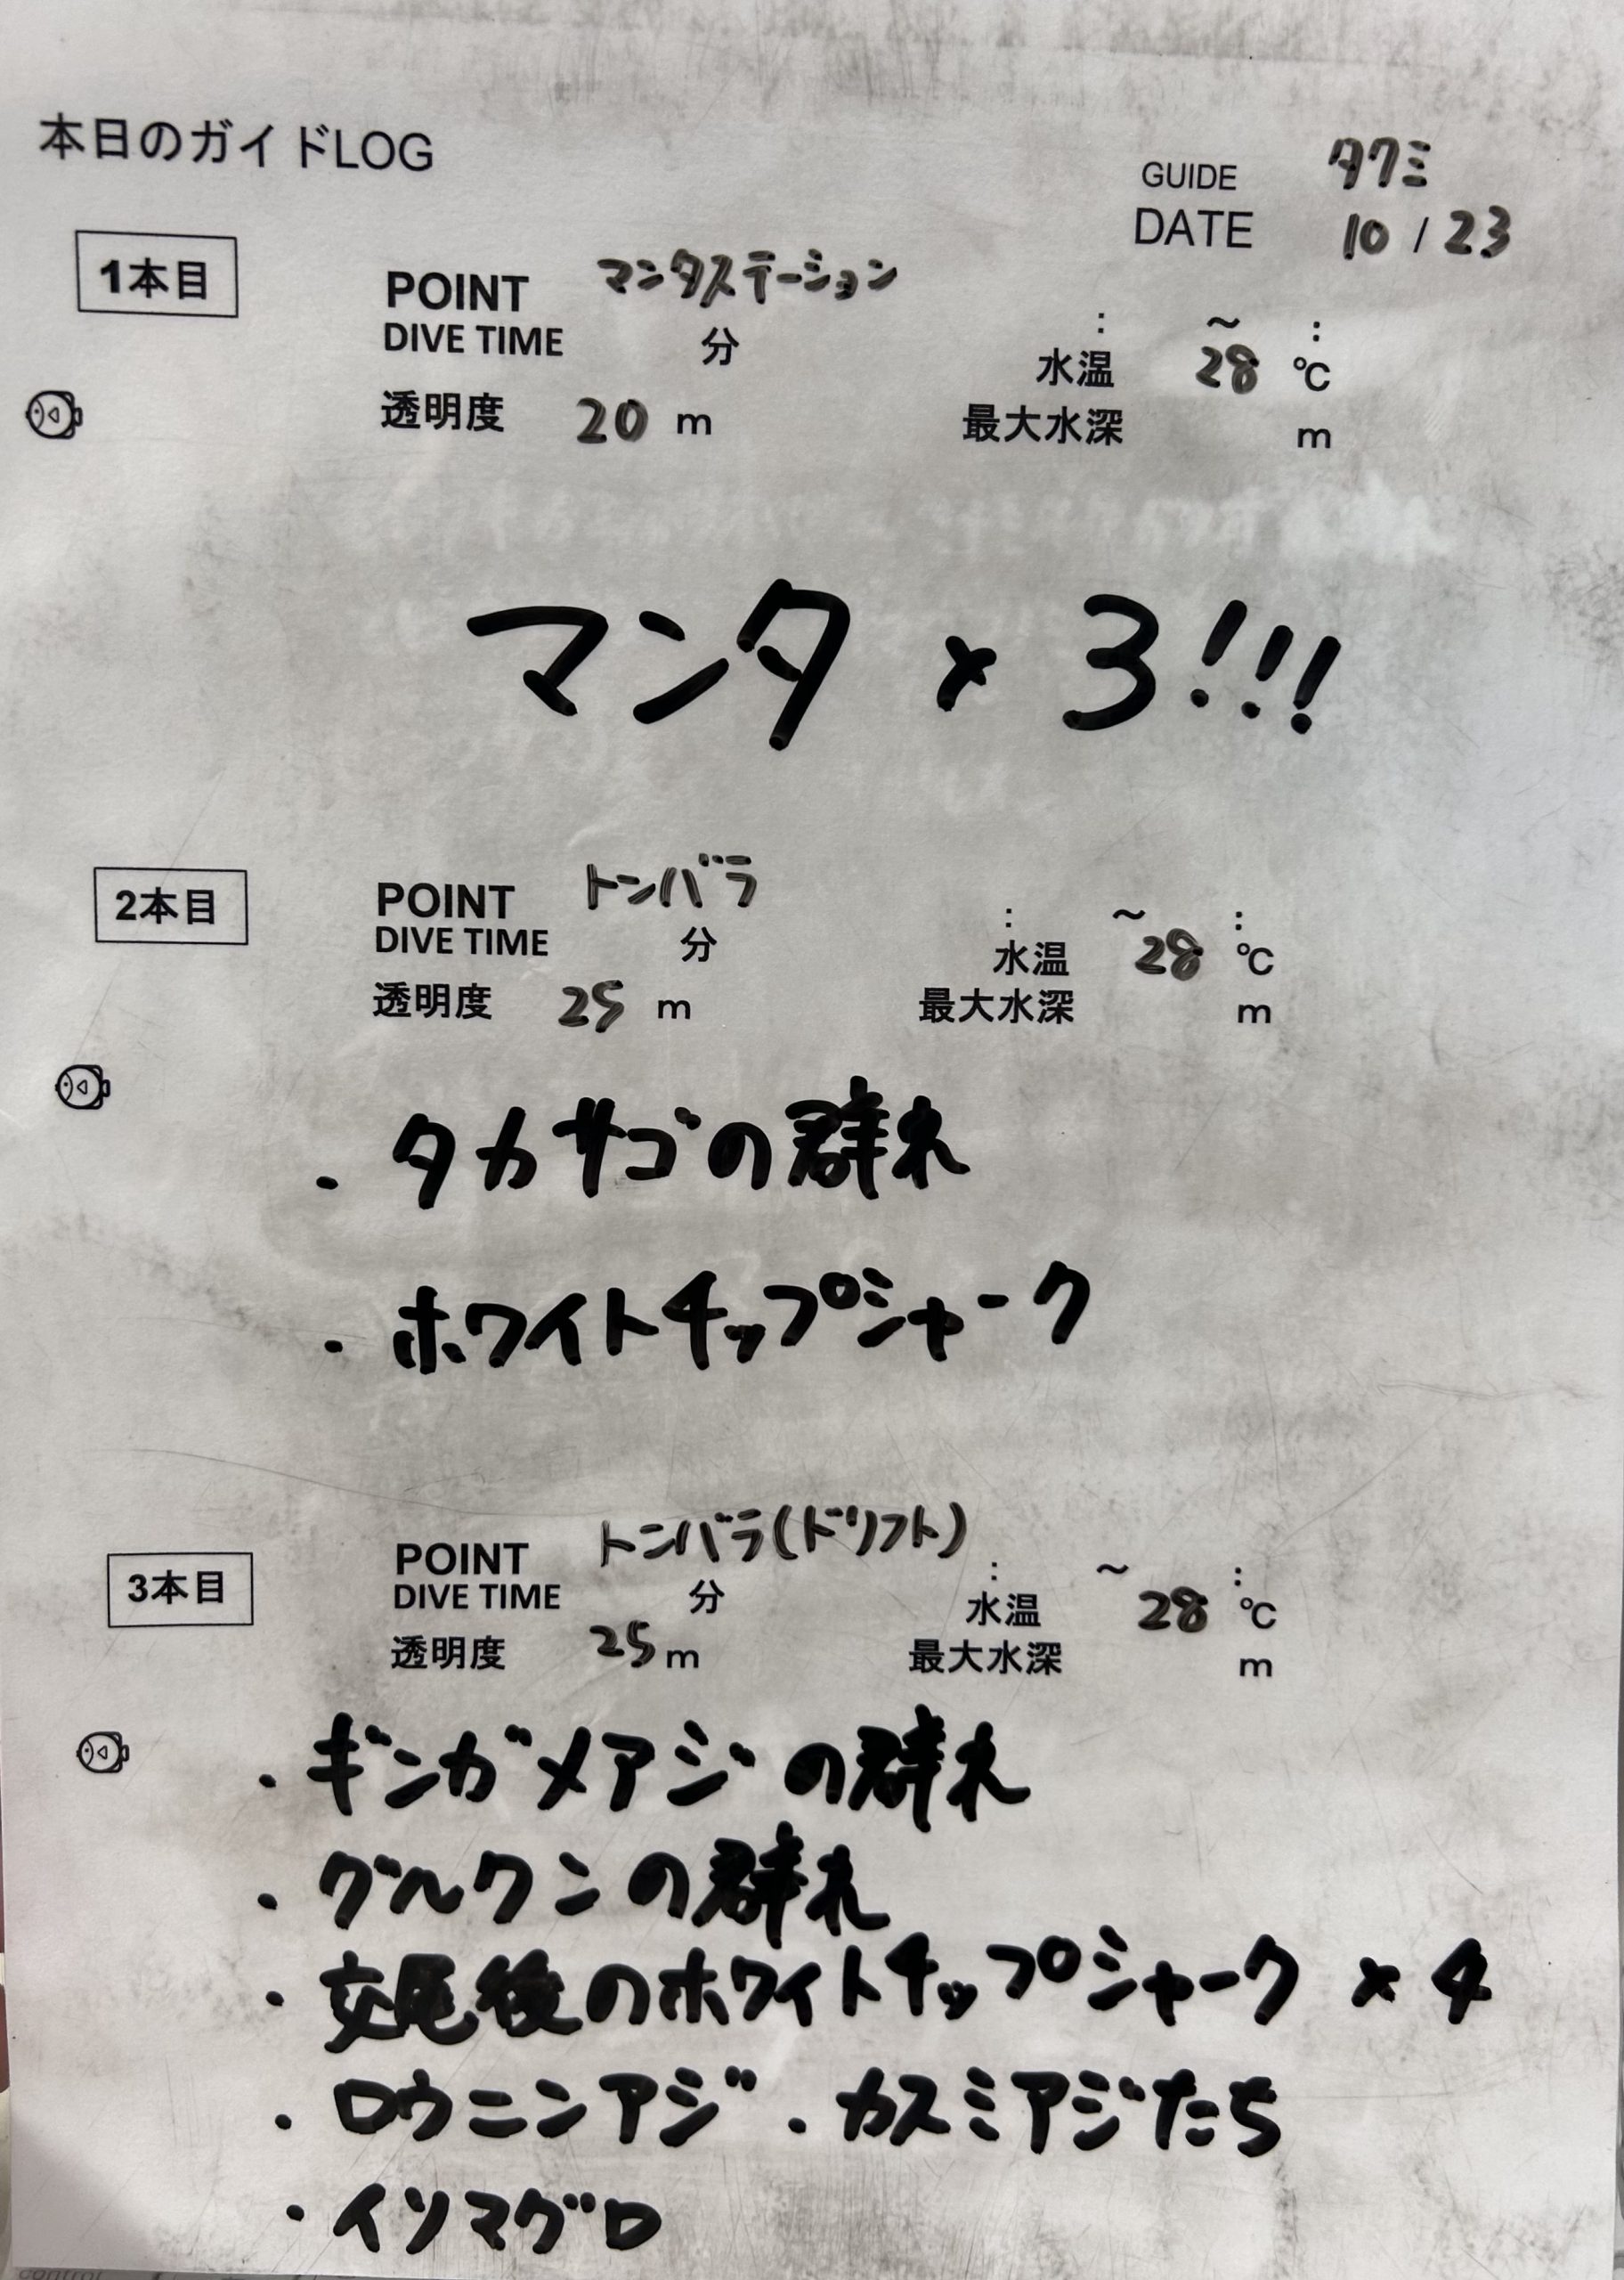 本日のガイドLOG
GUIDE タクミ
DATE 10 / 23
1本目
POINT マンタステーション
DIVE TIME 分 : ～ :
水温 28 ℃
透明度 20 m
最大水深 m
マンタ × 3!!!
2本目
POINT トンバラ
DIVE TIME 分 : ～ :
水温 28 ℃
透明度 25 m
最大水深 m
・タカサゴの群れ
・ホワイトチップシャーク
3本目
POINT トンバラ(ドリフト)
DIVE TIME 分 : ～ :
水温 28 ℃
透明度 25 m
最大水深 m
・ギンガメアジの群れ
・グルクンの群れ
・交尾後のホワイトチップシャーク × 4
・ロウニンアジ・カスミアジたち
・イソマグロ
control